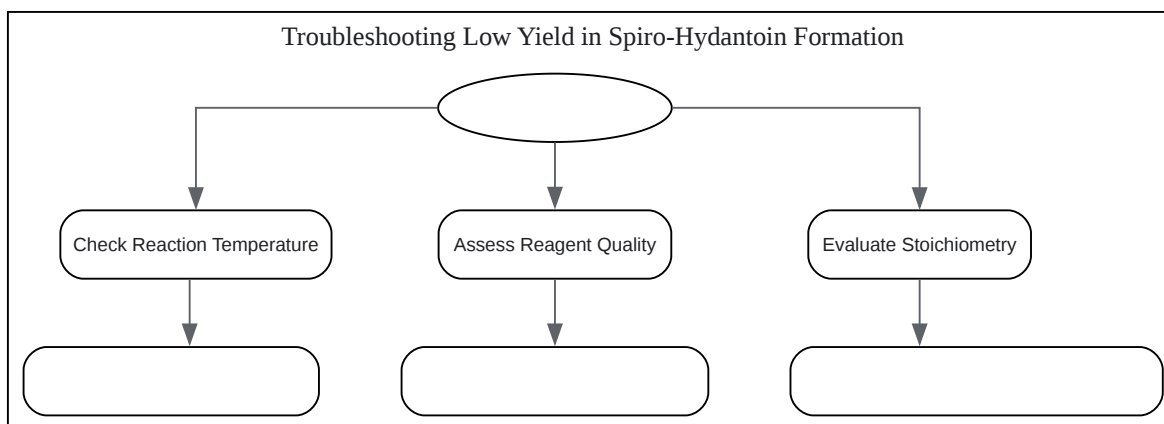 Troubleshooting Low Yield in Spiro-Hydantoin Formation
Check Reaction Temperature
Assess Reagent Quality
Evaluate Stoichiometry